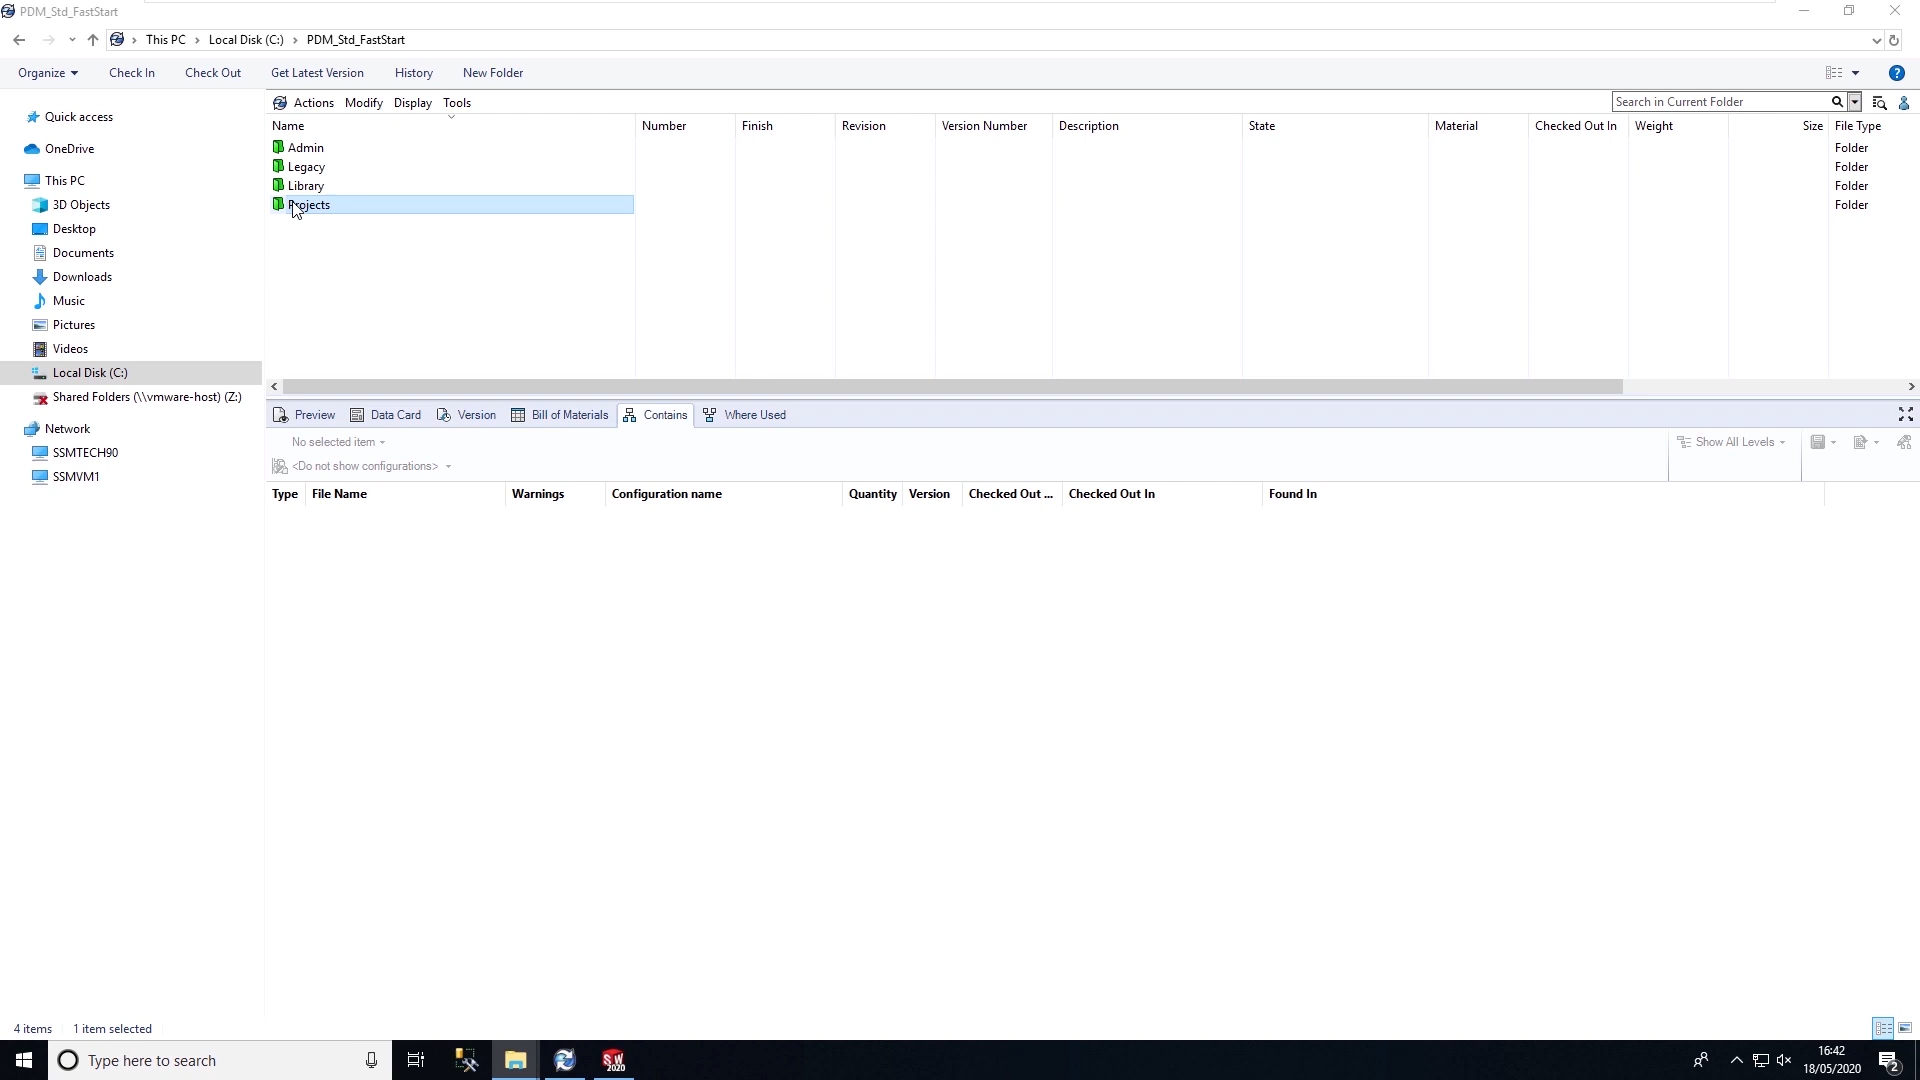 PDM_Std_FastStart
This PC Local Disk (C:) PDM_Std_FastStart
Organize Check In Check Out Get Latest Version History New Folder
Actions Modify Display Tools
Search in Current Folder
Name Number Finish Revision Version Number Description State Material Checked Out In Weight Size File Type
Admin Folder
Legacy Folder
Library Folder
Projects Folder
Quick access
OneDrive
This PC
3D Objects
Desktop
Documents
Downloads
Music
Pictures
Videos
Local Disk (C:)
Shared Folders (\\vmware-host) (Z:)
Network
SSMTECH90
SSMVM1
Preview Data Card Version Bill of Materials Contains Where Used
No selected item
Show All Levels
<Do not show configurations>
Type File Name Warnings Configuration name Quantity Version Checked Out ... Checked Out In Found In
4 items 1 item selected
Type here to search
SW 2020
16:42
18/05/2020
2